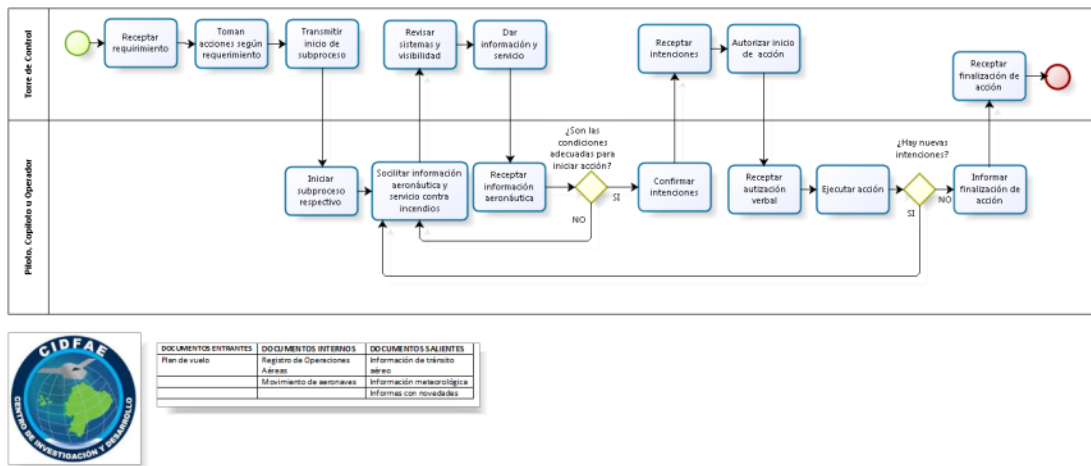 Torre de Control
Receptar
requirimiento
Toman
acciones según
requerimiento
Transmitir
inicio de
subproceso
Revisar
sistemas y
visibilidad
Dar
información y
servicio
Receptar
intenciones
Autorizar inicio
de acción
Receptar
finalización de
acción
Piloto, Copiloto u Operador
Iniciar
subproceso
respectivo
Socilitar información
aeronáutica y
servicio contra
incendios
Receptar
información
aeronáutica
¿Son las
condiciones
adecuadas para
iniciar acción?
SI
NO
Confirmar
intenciones
Receptar
autización
verbal
Ejecutar acción
¿Hay nuevas
intenciones?
SI
NO
Informar
finalización de
acción
CIDFAE
CENTRO DE INVESTIGACIÓN Y DESARROLLO
DOCUMENTOS ENTRANTES DOCUMENTOS INTERNOS DOCUMENTOS SALIENTES
Plan de vuelo Registro de Operaciones Información de tránsito
Aéreas aéreo
Movimiento de aeronaves Información meteorológica
Informes con novedades